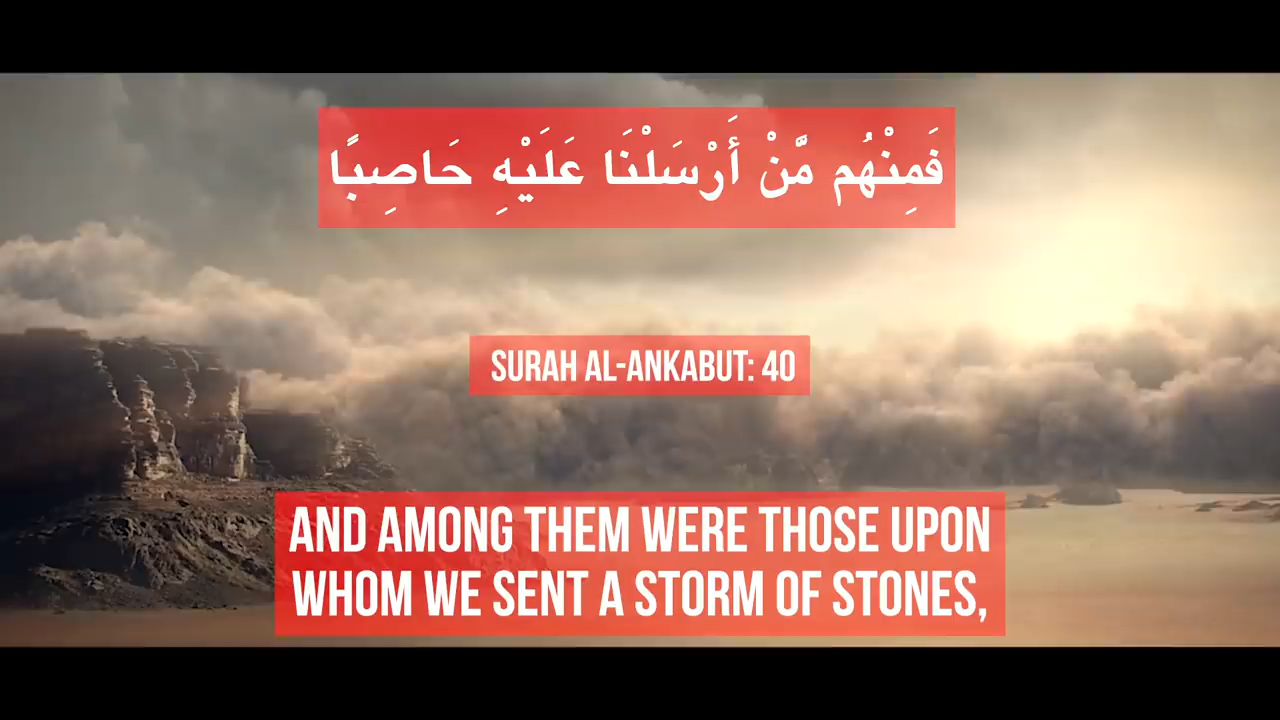 فَمِنْهُم مَّنْ أَرْسَلْنَا عَلَيْهِ حَاصِبًا
SURAH AL-ANKABUT: 40
AND AMONG THEM WERE THOSE UPON
WHOM WE SENT A STORM OF STONES,